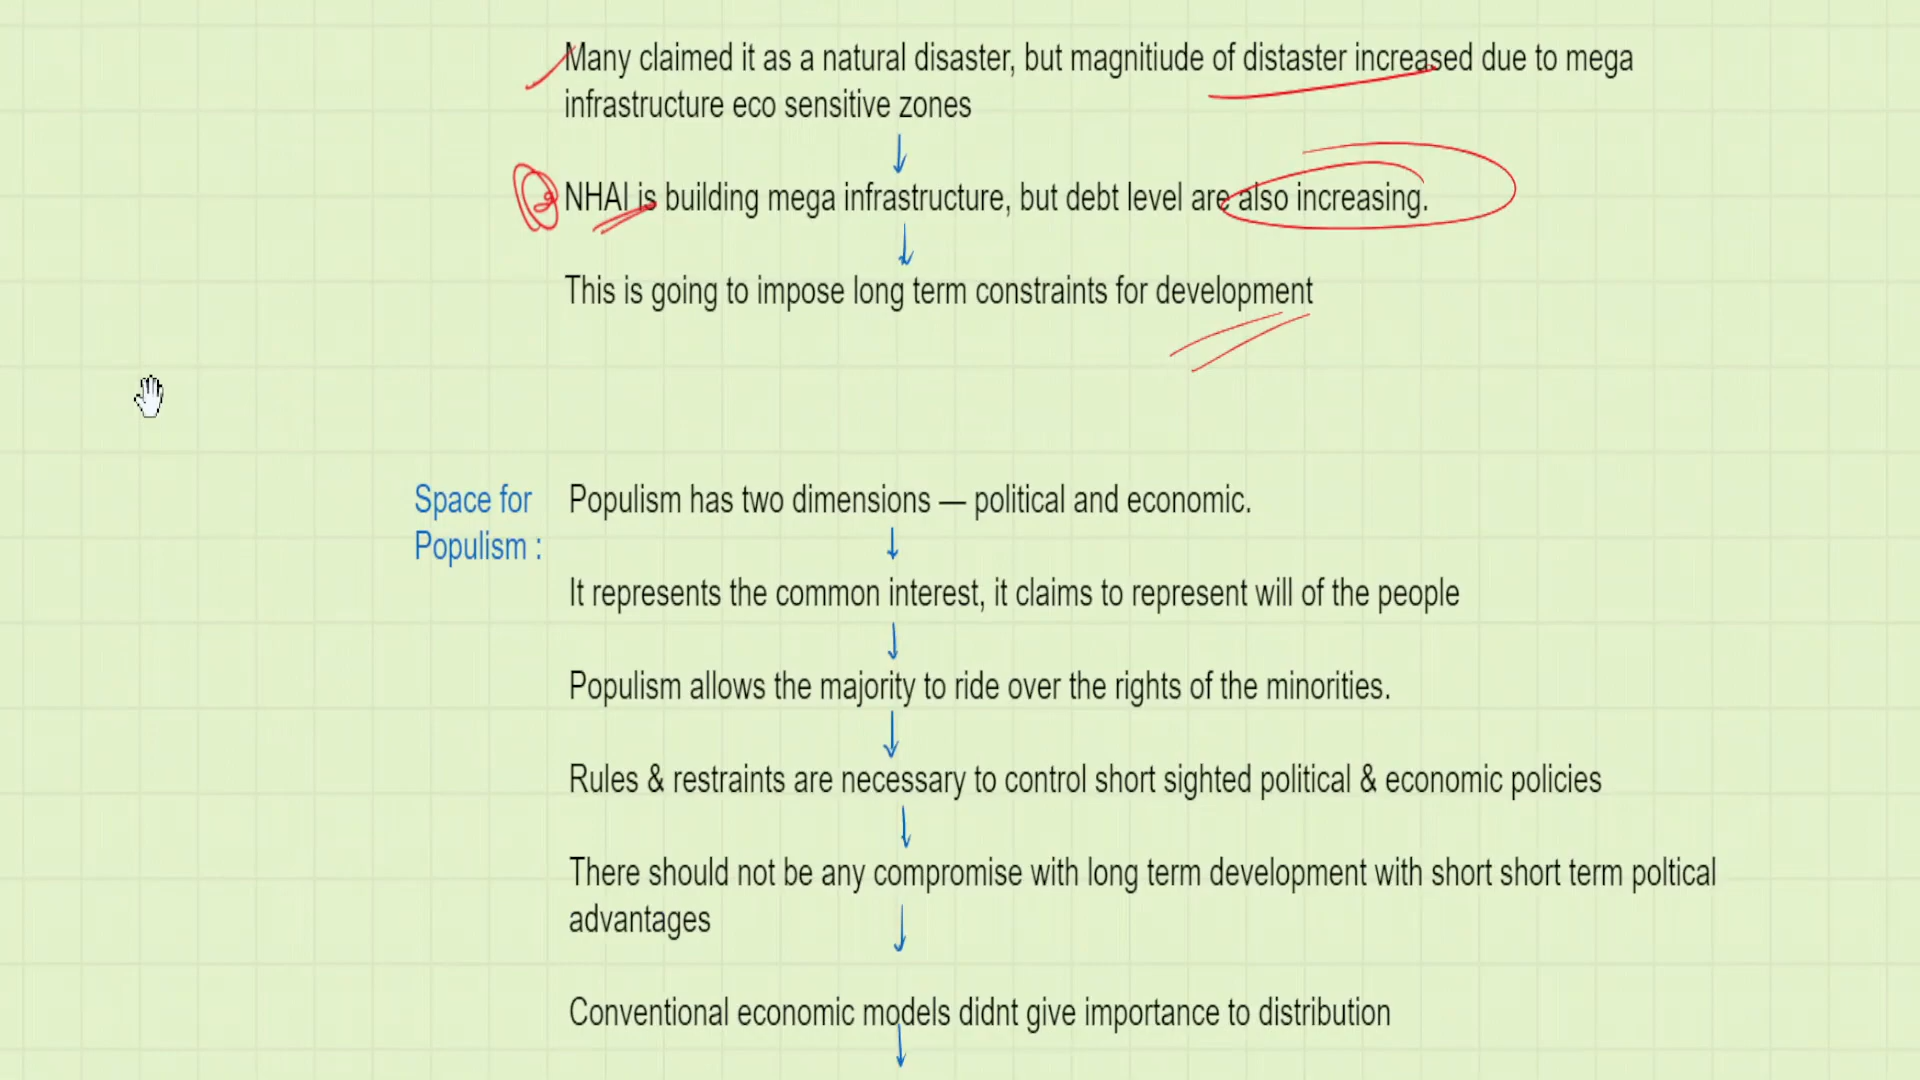 Many claimed it as a natural disaster, but magnitiude of distaster increased due to mega
infrastructure eco sensitive zones
NHAI is building mega infrastructure, but debt level are also increasing.
This is going to impose long term constraints for development
Space for
Populism :
Populism has two dimensions — political and economic.
It represents the common interest, it claims to represent will of the people
Populism allows the majority to ride over the rights of the minorities.
Rules & restraints are necessary to control short sighted political & economic policies
There should not be any compromise with long term development with short short term poltical
advantages
Conventional economic models didnt give importance to distribution